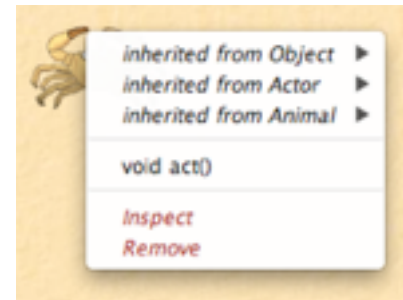 inherited from Object
inherited from Actor
inherited from Animal
void act()
Inspect
Remove